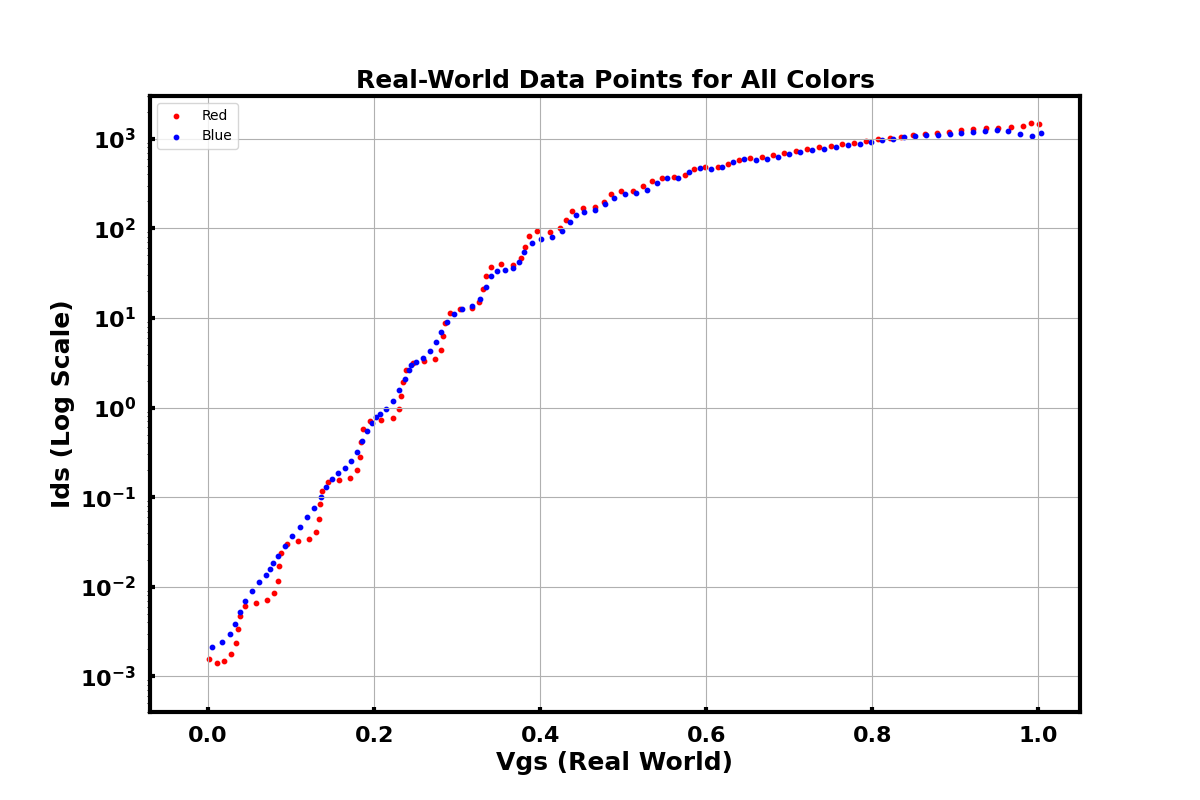 Real-World Data Points for All Colors
Red
Blue
10³
10²
10¹
10⁰
10⁻¹
10⁻²
10⁻³
Ids (Log Scale)
0.0 0.2 0.4 0.6 0.8 1.0
Vgs (Real World)